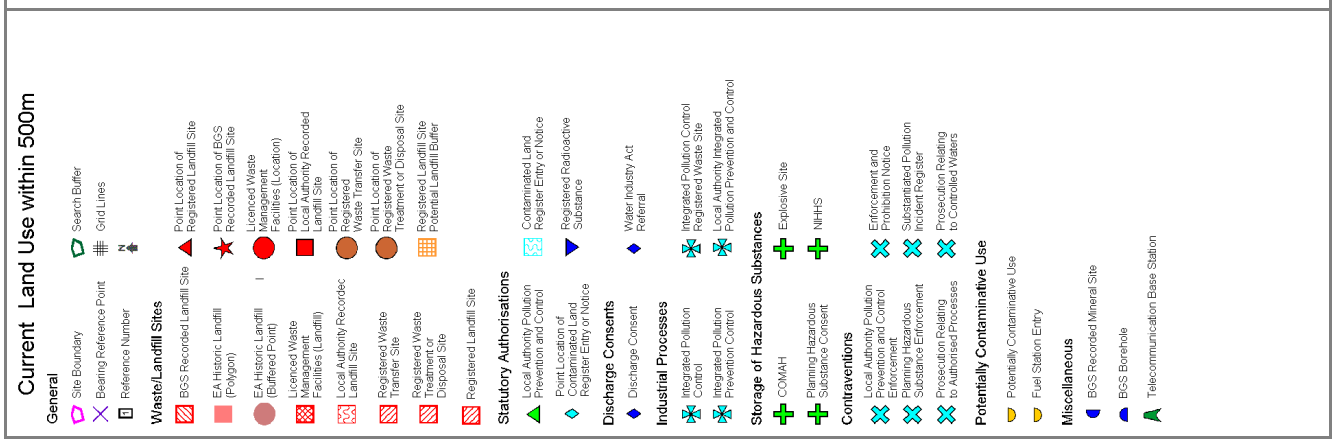 Current Land Use within 500m
General
Site Boundary
Search Buffer
Bearing Reference Point
Grid Lines
Reference Number
N
Waste/Landfill Sites
BGS Recorded Landfill Site
Point Location of
Registered Landfill Site
EA Historic Landfill
(Polygon)
Point Location of BGS
Recorded Landfill Site
EA Historic Landfill
(Buffered Point)
Licenced Waste
Management
Facilities (Location)
Licenced Waste
Management
Facilities (Landfill)
Point Location of
Local Authority Recorded
Landfill Site
Local Authority Recorded
Landfill Site
Point Location of
Registered
Waste Transfer Site
Registered Waste
Transfer Site
Point Location of
Registered Waste
Treatment or Disposal Site
Registered Waste
Treatment or
Disposal Site
Registered Landfill Site
Potential Landfill Buffer
Registered Landfill Site
Statutory Authorisations
Local Authority Pollution
Prevention and Control
Contaminated Land
Register Entry or Notice
Point Location of
Contaminated Land
Register Entry or Notice
Registered Radioactive
Substance
Discharge Consents
Discharge Consent
Water Industry Act
Referral
Industrial Processes
Integrated Pollution
Control
Integrated Pollution Control
Registered Waste Site
Integrated Pollution
Prevention Control
Local Authority Integrated
Pollution Prevention and Control
Storage of Hazardous Substances
COMAH
Explosive Site
Planning Hazardous
Substance Consent
NIHHS
Contraventions
Local Authority Pollution
Prevention and Control
Enforcement
Enforcement and
Prohibition Notice
Planning Hazardous
Substance Enforcement
Substantiated Pollution
Incident Register
Prosecution Relating
to Authorised Processes
Prosecution Relating
to Controlled Waters
Potentially Contaminative Use
Potentially Contaminative Use
Fuel Station Entry
Miscellaneous
BGS Recorded Mineral Site
BGS Borehole
Telecommunication Base Station